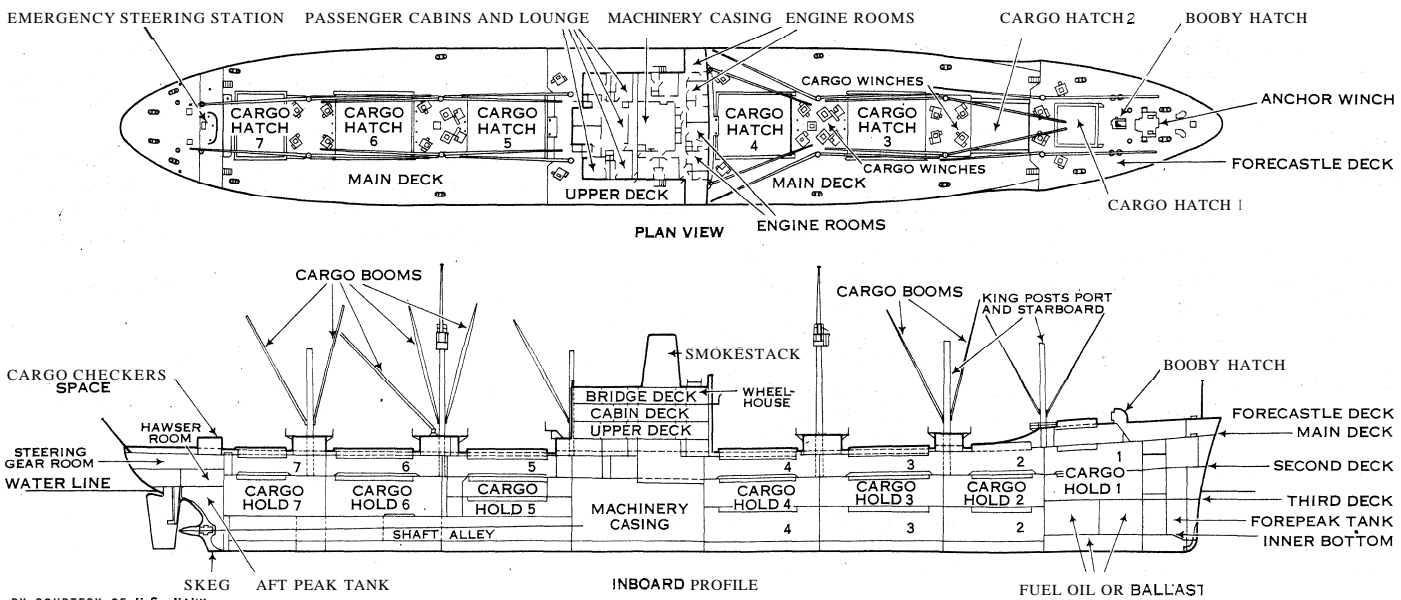 EMERGENCY STEERING STATION PASSENGER CABINS AND LOUNGE MACHINERY CASING ENGINE ROOMS CARGO HATCH 2 BOOBY HATCH
CARGO WINCHES
ANCHOR WINCH
CARGO
HATCH
7
CARGO
HATCH
6
CARGO
HATCH
5
CARGO
HATCH
4
CARGO
HATCH
3
CARGO WINCHES
FORECASTLE DECK
MAIN DECK
UPPER DECK
MAIN DECK
CARGO HATCH 1
ENGINE ROOMS
PLAN VIEW
CARGO BOOMS
CARGO BOOMS
KING POSTS PORT
AND STARBOARD
SMOKESTACK
BOOBY HATCH
CARGO CHECKERS
SPACE
BRIDGE DECK
WHEEL-
HOUSE
CABIN DECK
UPPER DECK
HAWSER
ROOM
FORECASTLE DECK
MAIN DECK
STEERING
GEAR ROOM
7 6 5 4 3 2 1
SECOND DECK
WATER LINE
CARGO
HOLD 7
CARGO
HOLD 6
CARGO
HOLD 5
MACHINERY
CASING
CARGO
HOLD 4
CARGO
HOLD 3
CARGO
HOLD 2
CARGO
HOLD 1
THIRD DECK
FOREPEAK TANK
INNER BOTTOM
SHAFT ALLEY
4 3 2
SKEG AFT PEAK TANK
INBOARD PROFILE
FUEL OIL OR BALLAST
BY COURTESY OF U.S. NAVY